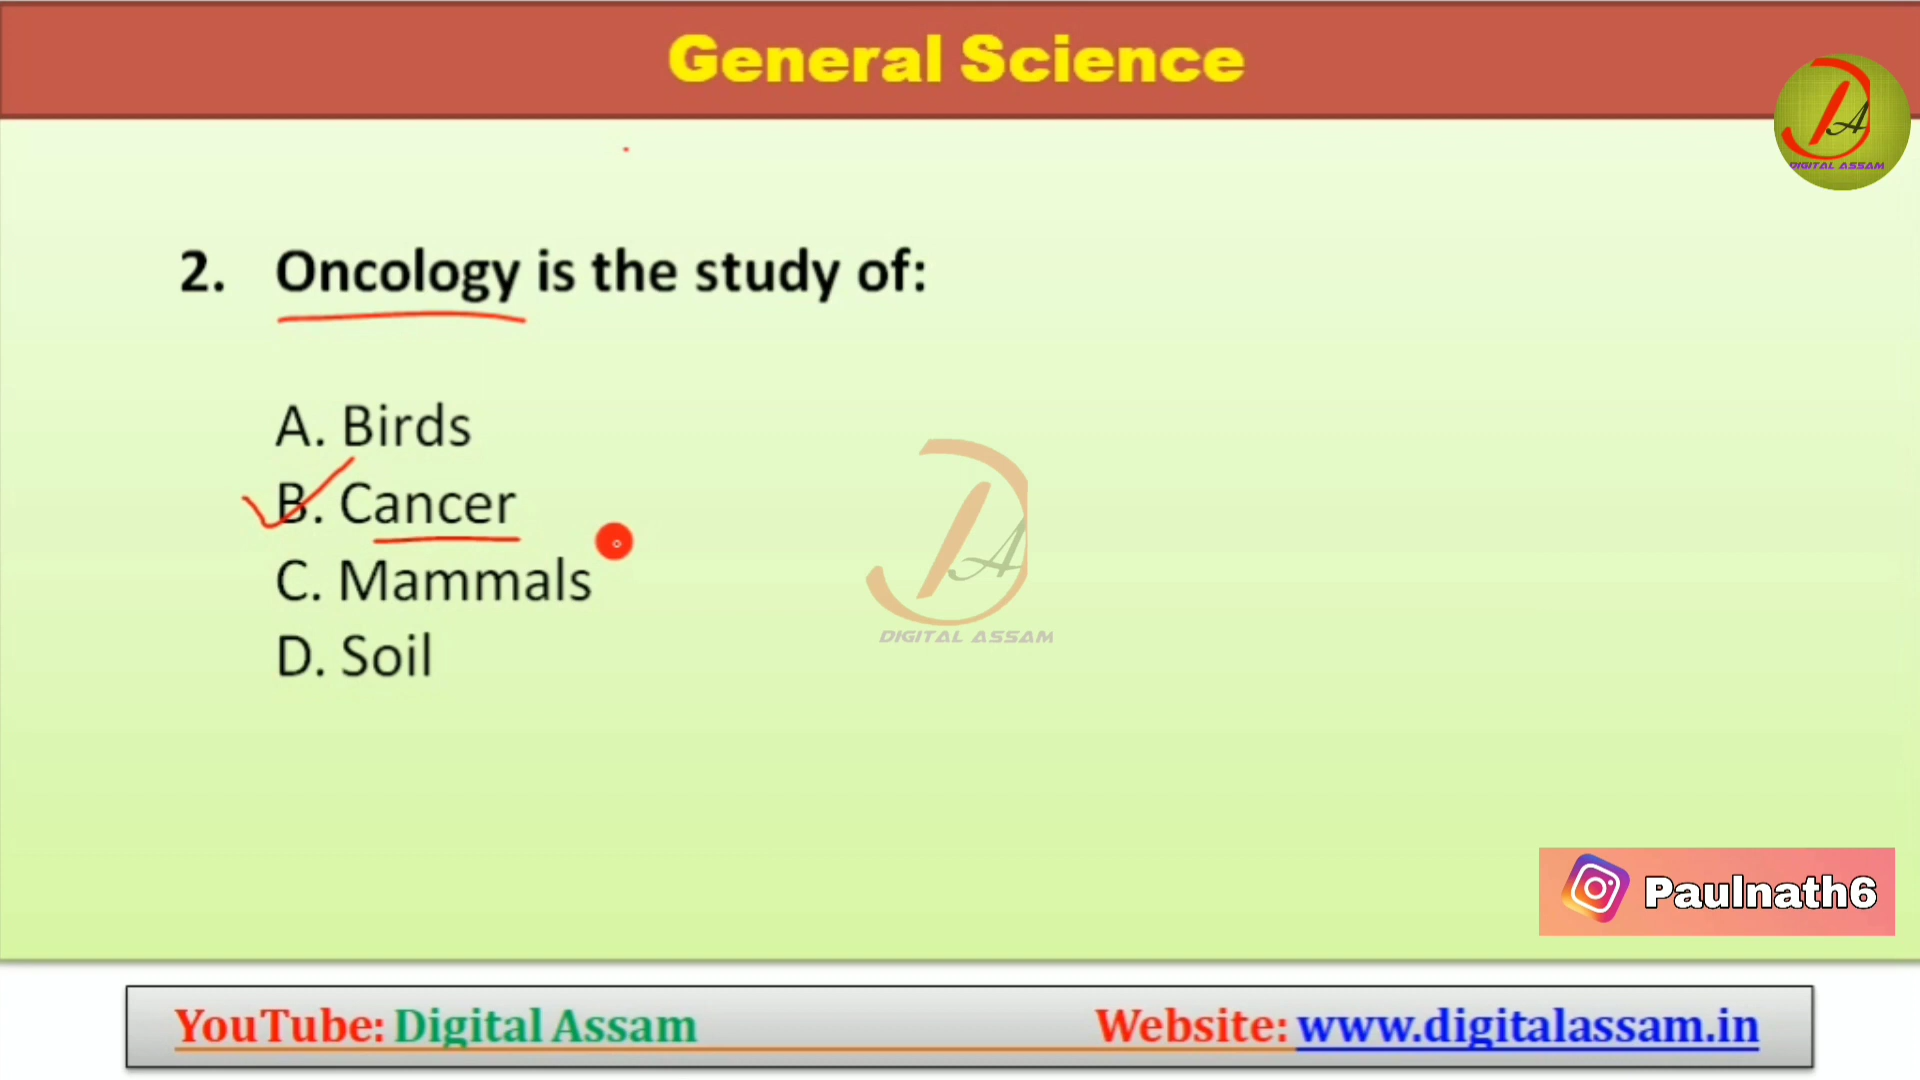 General Science
DIGITAL ASSAM
2. Oncology is the study of:
A. Birds
B. Cancer
C. Mammals
D. Soil
DA
DIGITAL ASSAM
Paulnath6
YouTube: Digital Assam Website: www.digitalassam.in